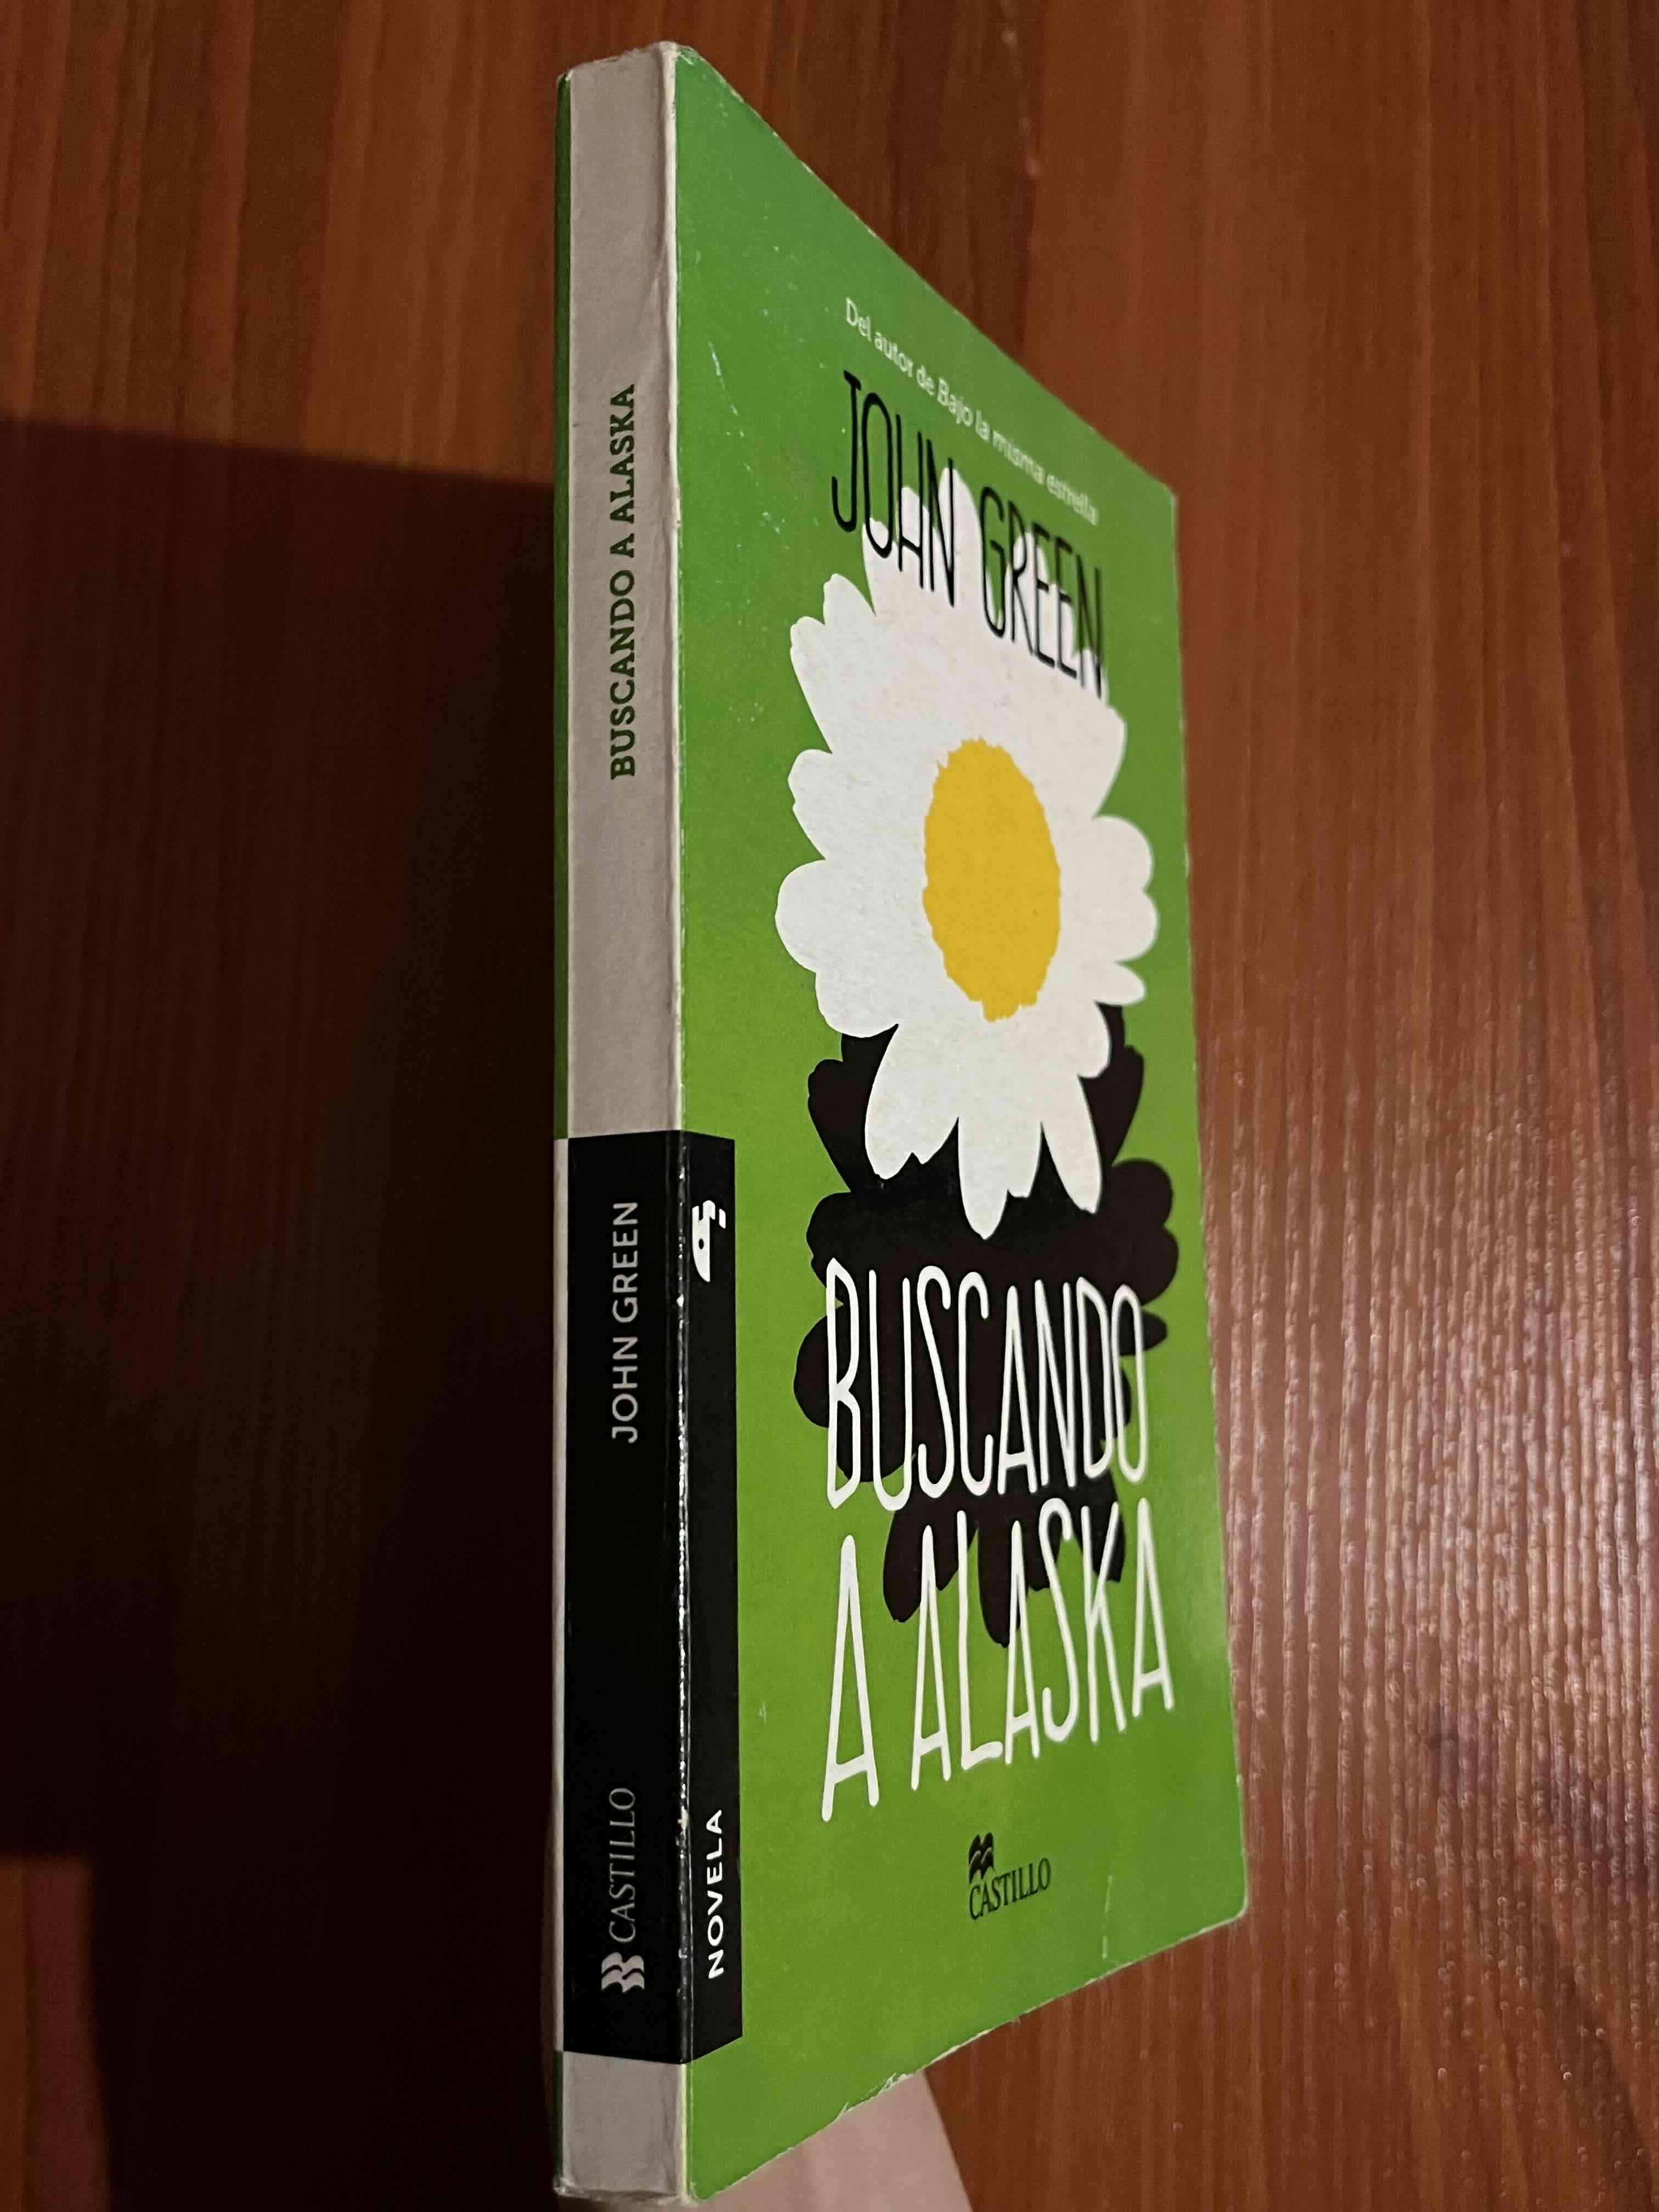 Del autor de Bajo la misma estrella
JOHN GREEN
BUSCANDO
A ALASKA
CASTILLO
NOVELA
BUSCANDO A ALASKA
JOHN GREEN
CASTILLO